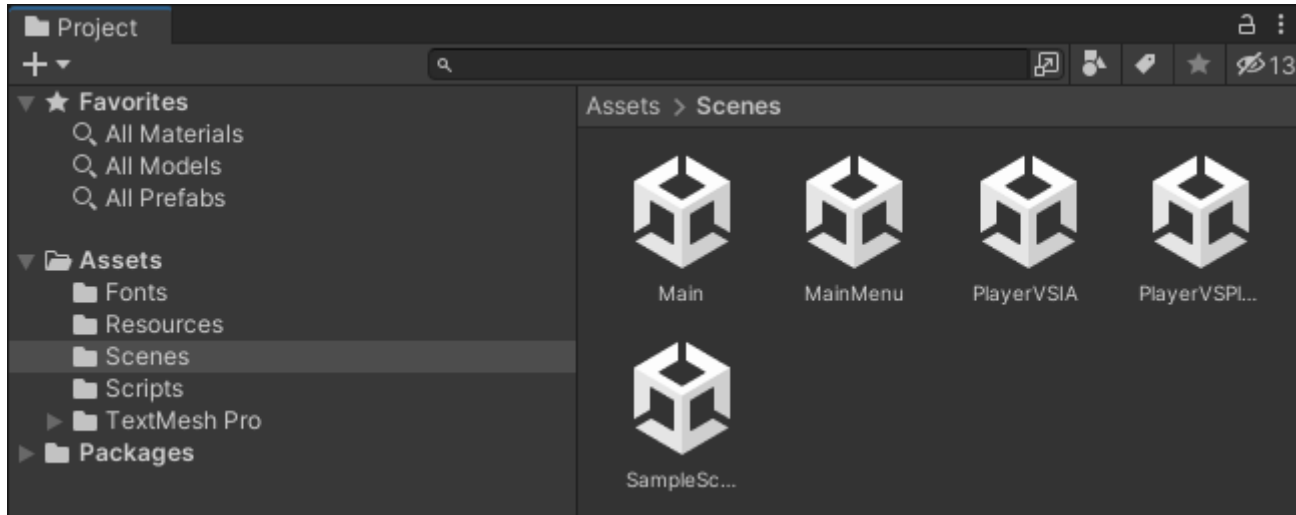 Project
13
Favorites
All Materials
All Models
All Prefabs
Assets
Fonts
Resources
Scenes
Scripts
TextMesh Pro
Packages
Assets > Scenes
Main
MainMenu
PlayerVSIA
PlayerVSPl...
SampleSc...